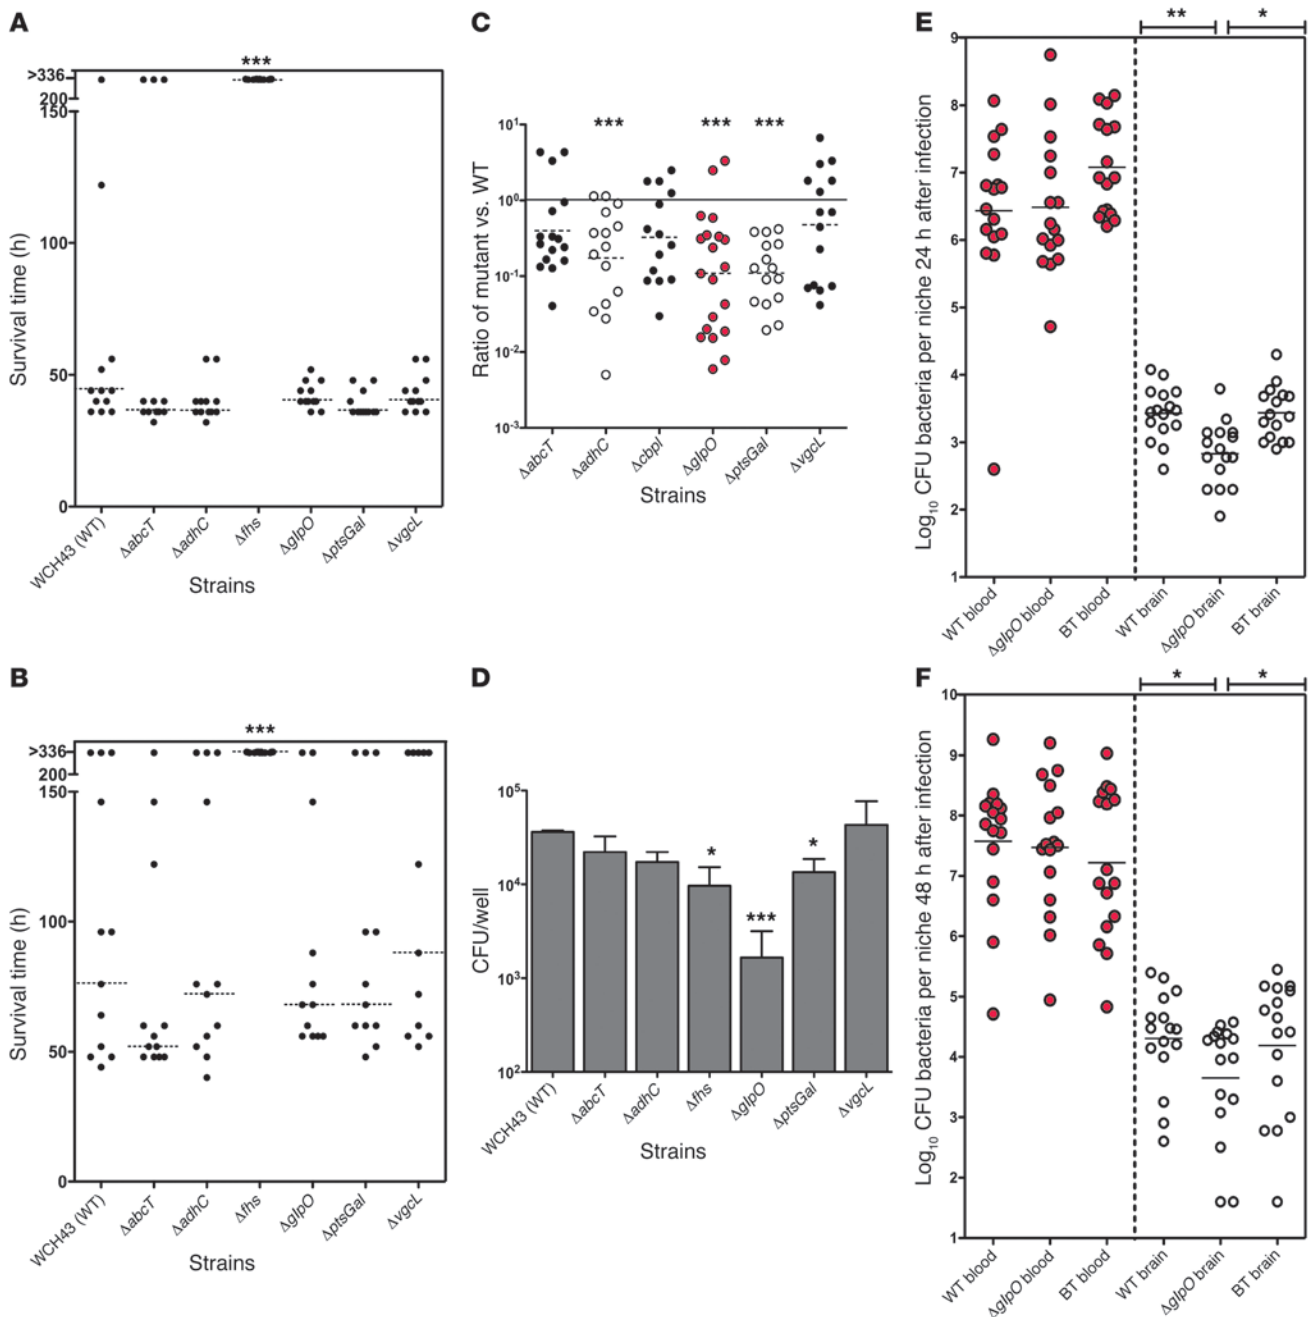 A
***
>336
200
150
100
50
0
Survival time (h)
WCH43 (WT)
ΔabcT
ΔadhC
Δfhs
ΔglpO
ΔptsGal
ΔvgcL
Strains
B
***
>336
200
150
100
50
0
Survival time (h)
WCH43 (WT)
ΔabcT
ΔadhC
Δfhs
ΔglpO
ΔptsGal
ΔvgcL
Strains
C
*** *** ***
10¹
10⁰
10⁻¹
10⁻²
10⁻³
Ratio of mutant vs. WT
ΔabcT
ΔadhC
Δcbpl
ΔglpO
ΔptsGal
ΔvgcL
Strains
D
10⁵
10⁴
10³
10²
* *** *
CFU/well
WCH43 (WT)
ΔabcT
ΔadhC
Δfhs
ΔglpO
ΔptsGal
ΔvgcL
Strains
E
** *
9
8
7
6
5
4
3
2
1
Log₁₀ CFU bacteria per niche 24 h after infection
WT blood
ΔglpO blood
BT blood
WT brain
ΔglpO brain
BT brain
F
* *
10
9
8
7
6
5
4
3
2
1
Log₁₀ CFU bacteria per niche 48 h after infection
WT blood
ΔglpO blood
BT blood
WT brain
ΔglpO brain
BT brain